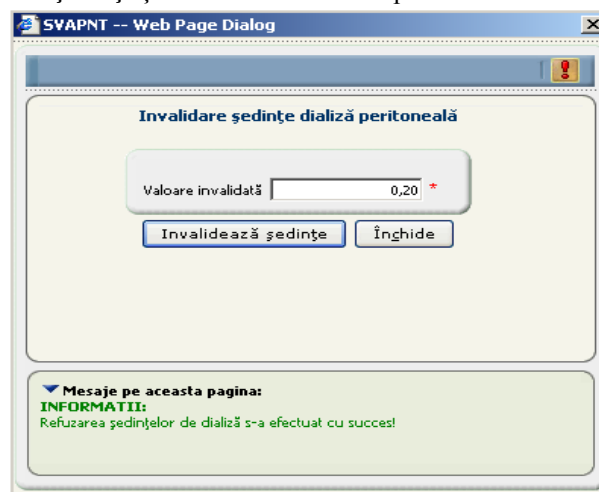 SVAPNT -- Web Page Dialog
Invalidare şedinţe dializă peritoneală
Valoare invalidată 0,20 *
Invalidează şedinţe Închide
Mesaje pe aceasta pagina:
INFORMATII:
Refuzarea şedinţelor de dializă s-a efectuat cu succes!